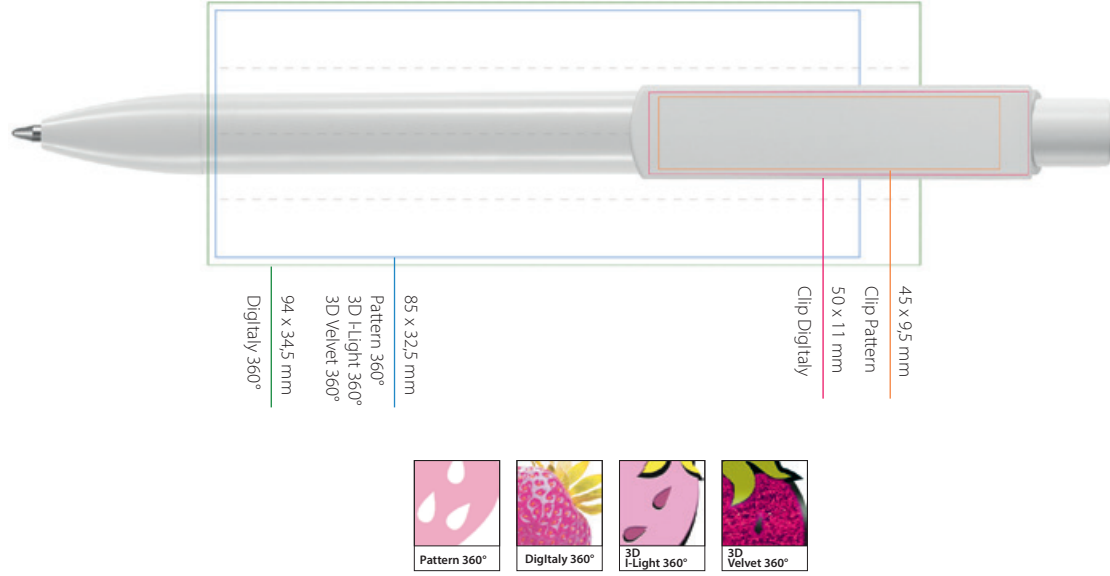 94 x 34,5 mm
DigItaly 360°
85 x 32,5 mm
Pattern 360°
3D I-Light 360°
3D Velvet 360°
50 x 11 mm
Clip DigItaly
45 x 9,5 mm
Clip Pattern
Pattern 360°
DigItaly 360°
3D
I-Light 360°
3D
Velvet 360°